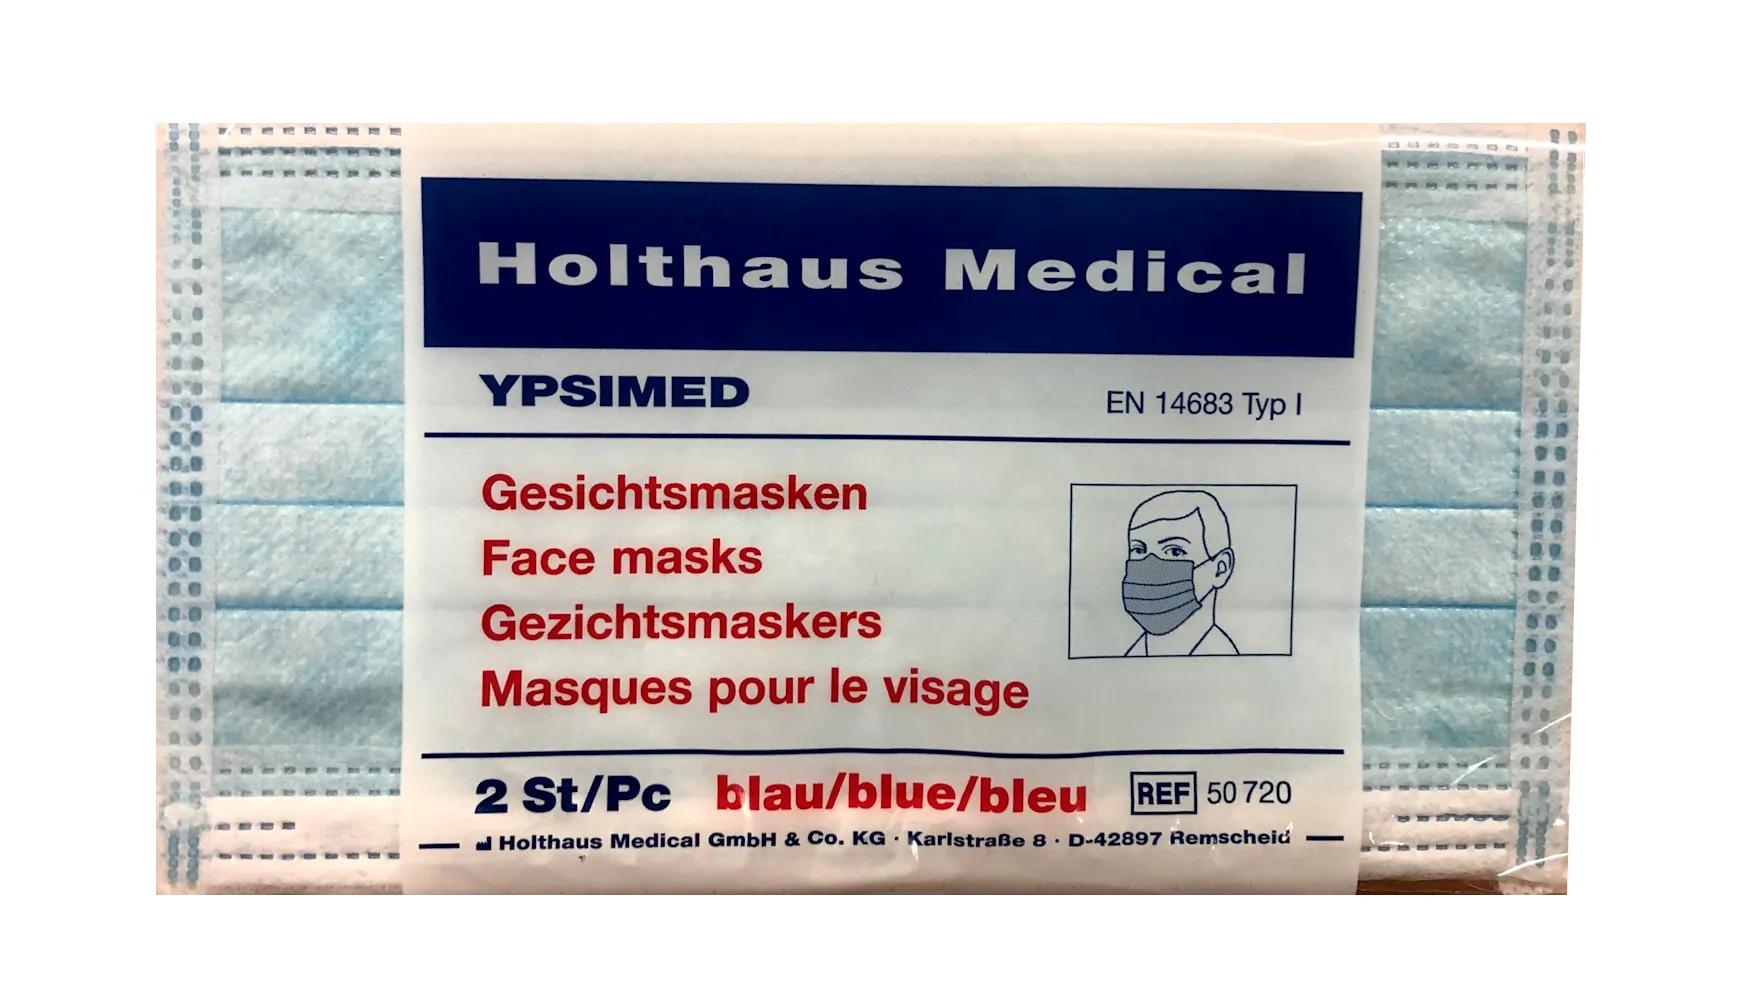 Holthaus Medical
YPSIMED
EN 14683 Typ I
Gesichtsmasken
Face masks
Gezichtsmaskers
Masques pour le visage
2 St/Pc blau/blue/bleu REF 50 720
Holthaus Medical GmbH & Co. KG · Karlstraße 8 · D-42897 Remscheid